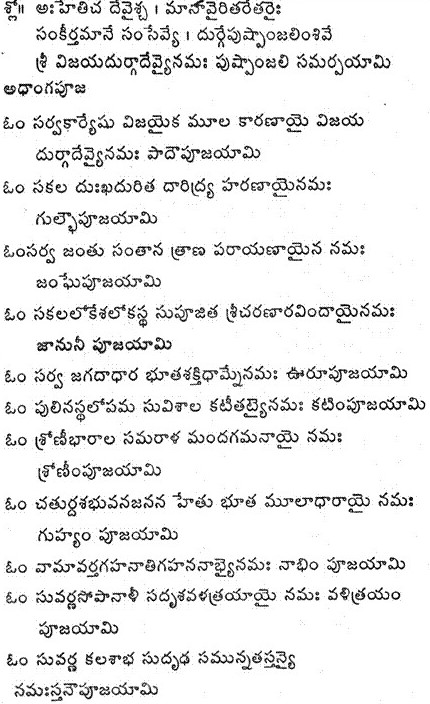 శ్లో॥ అః హేతిచ దేవైశ్చ । మానావైరితరేతరైః
సంకీర్తమానే సంసేవ్యే । దుర్గేపుష్పాంజలింశివే
శ్రీ విజయదుర్గాదేవ్యైనమః పుష్పాంజలి సమర్పయామి
అధాంగపూజ
ఓం సర్వకార్యేషు విజయైక మూల కారణాయై విజయ
దుర్గాదేవ్యైనమః పాదౌపూజయామి
ఓం సకల దుఃఖదురిత దారిద్ర్య హరణాయైనమః
గుల్ఫౌపూజయామి
ఓంసర్వ జంతు సంతాన త్రాణ పరాయణాయైన నమః
జంఘేపూజయామి
ఓం సకలలోకేశలోకస్థ సుపూజిత శ్రీచరణారవిందాయైనమః
జానునీ పూజయామి
ఓం సర్వ జగదాధార భూతశక్తిధామ్నేనమః ఊరూపూజయామి
ఓం పులినస్థలోపమ సువిశాల కటీతట్యైనమః కటింపూజయామి
ఓం శ్రోణీభారాల సమరాళ మందగమనాయై నమః
శ్రోణీంపూజయామి
ఓం చతుర్దశభువనజనన హేతు భూత మూలాధారాయై నమః
గుహ్యం పూజయామి
ఓం వామావర్తగహనాతిగహననాభ్యైనమః నాభిం పూజయామి
ఓం సువర్ణసోపానాళీ సదృశవళత్రయాయై నమః వళిత్రయం
పూజయామి
ఓం సువర్ణ కలశాభ సుదృఢ సమున్నతస్తన్యై
నమఃస్తనౌపూజయామి